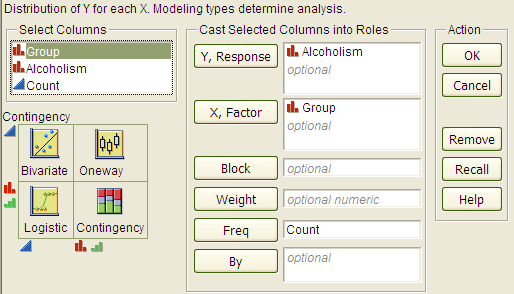 Distribution of Y for each X. Modeling types determine analysis.
Select Columns
Group
Alcoholism
Count
Contingency
Bivariate Oneway
Logistic Contingency
Cast Selected Columns into Roles
Y, Response
Alcoholism
optional
X, Factor
Group
optional
Block
optional
Weight
optional numeric
Freq
Count
By
optional
Action
OK
Cancel
Remove
Recall
Help